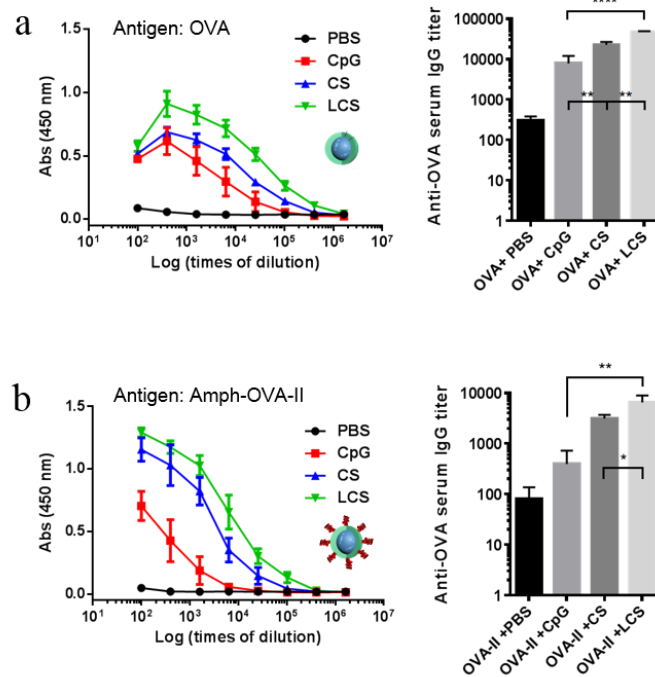 a
Antigen: OVA
PBS
CpG
CS
LCS
Abs (450 nm)
1.5
1.0
0.5
0.0
10¹ 10² 10³ 10⁴ 10⁵ 10⁶ 10⁷
Log (times of dilution)
Anti-OVA serum IgG titer
100000
10000
1000
100
10
1
****
** **
OVA+ PBS
OVA+ CpG
OVA+ CS
OVA+ LCS
b
Antigen: Amph-OVA-II
PBS
CpG
CS
LCS
Abs (450 nm)
1.5
1.0
0.5
0.0
10¹ 10² 10³ 10⁴ 10⁵ 10⁶ 10⁷
Log (times of dilution)
Anti-OVA serum IgG titer
10000
1000
100
10
1
**
*
OVA-II +PBS
OVA-II +CpG
OVA-II +CS
OVA-II +LCS